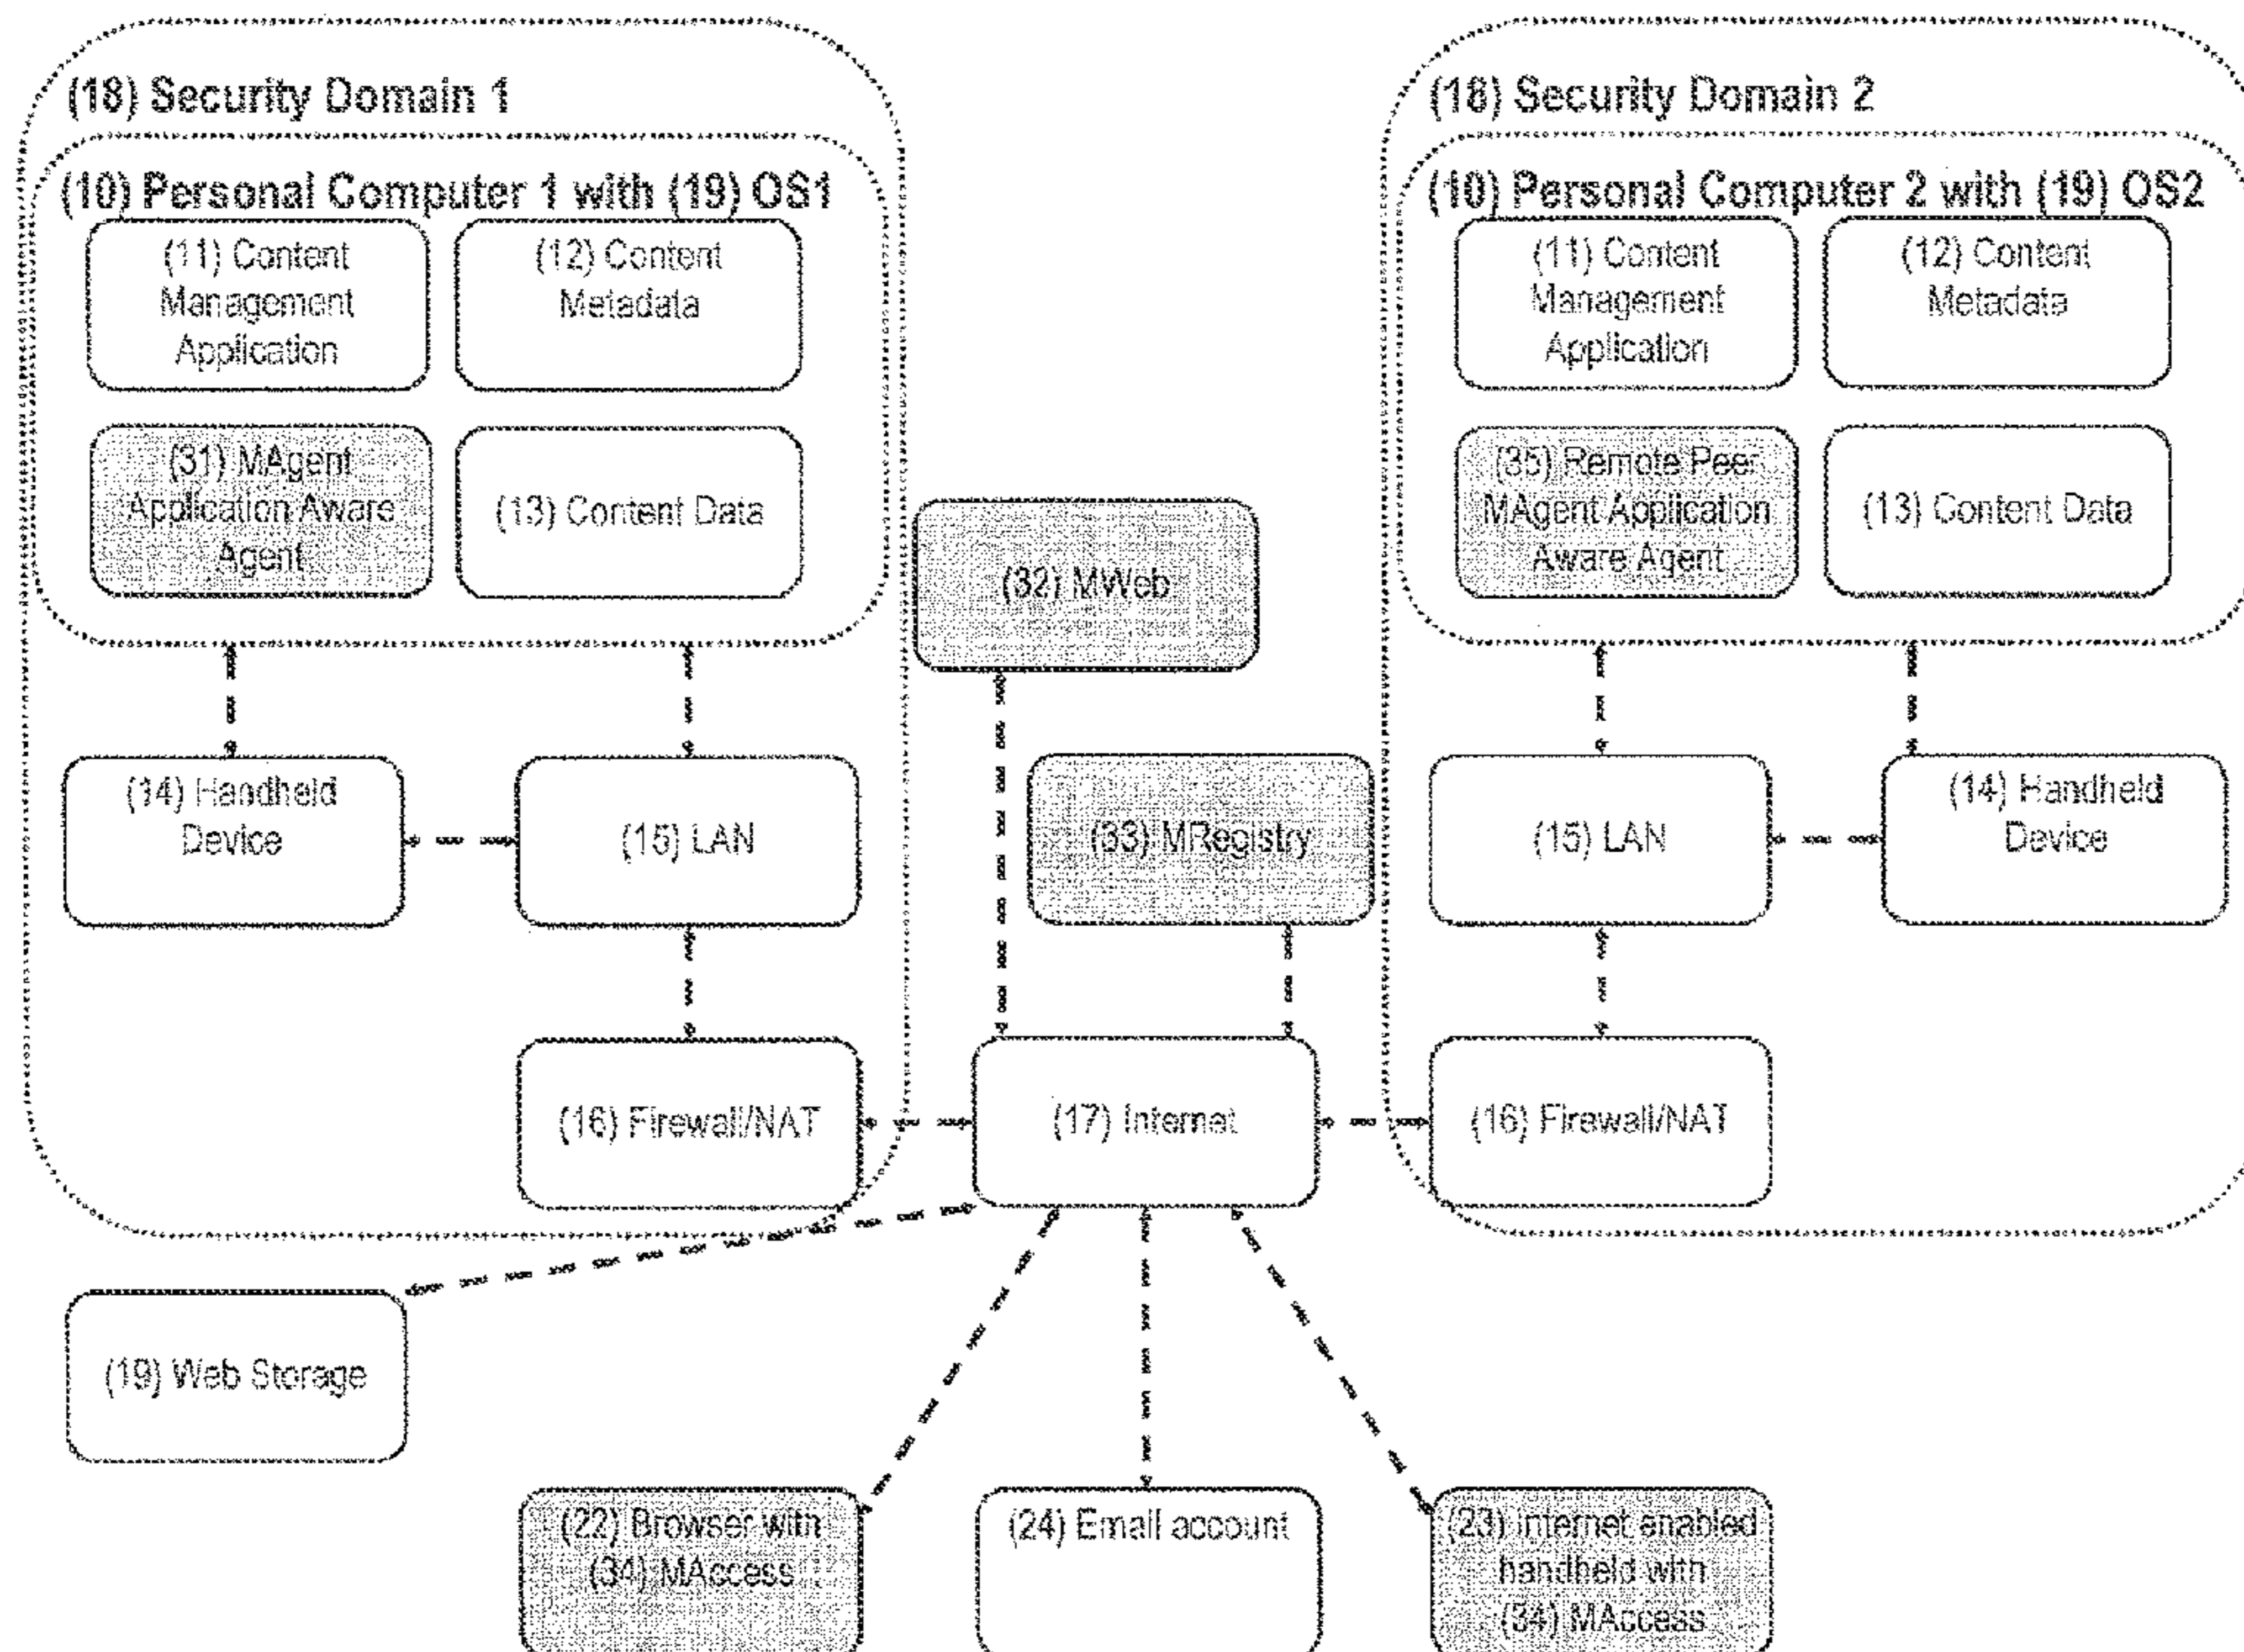 (18) Security Domain 1
(10) Personal Computer 1 with (19) OS1
(11) Content
Management
Application
(12) Content
Metadata
(31) MAgent
Application Aware
Agent
(13) Content Data
(14) Handheld
Device
(15) LAN
(16) Firewall/NAT
(32) MWeb
(33) MRegistry
(17) Internet
(18) Security Domain 2
(10) Personal Computer 2 with (19) OS2
(11) Content
Management
Application
(12) Content
Metadata
(35) Remote Peer
MAgent Application
Aware Agent
(13) Content Data
(15) LAN
(14) Handheld
Device
(16) Firewall/NAT
(19) Web Storage
(22) Browser with
(34) MAccess
(24) Email account
(23) Internet enabled
handheld with
(34) MAccess